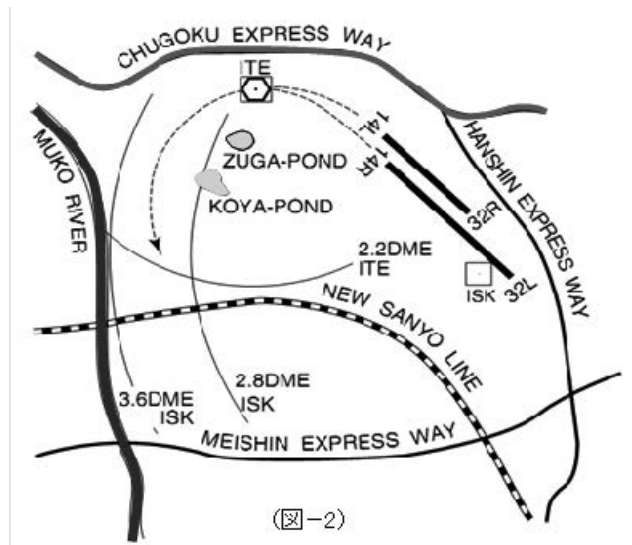 CHUGOKU EXPRESS WAY
ITE
14L
14R
HANSHIN EXPRESS WAY
MUKO RIVER
ZUGA-POND
KOYA-POND
32R
2.2DME
ITE
ISK
32L
NEW SANYO LINE
3.6DME
ISK
2.8DME
ISK
MEISHIN EXPRESS WAY
(図-2)